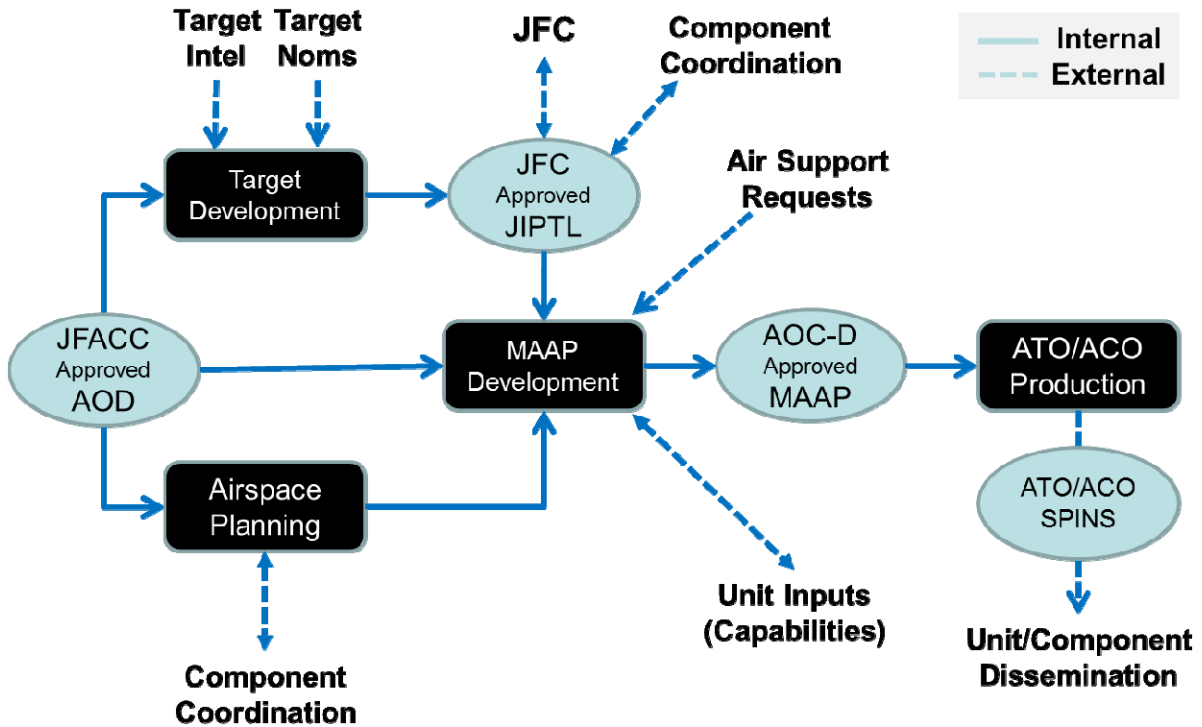 Target
Intel
Target
Noms
JFC
Component
Coordination
Internal
External
Target
Development
JFC
Approved
JIPTL
Air Support
Requests
JFACC
Approved
AOD
MAAP
Development
AOC-D
Approved
MAAP
ATO/ACO
Production
Airspace
Planning
ATO/ACO
SPINS
Unit Inputs
(Capabilities)
Unit/Component
Dissemination
Component
Coordination